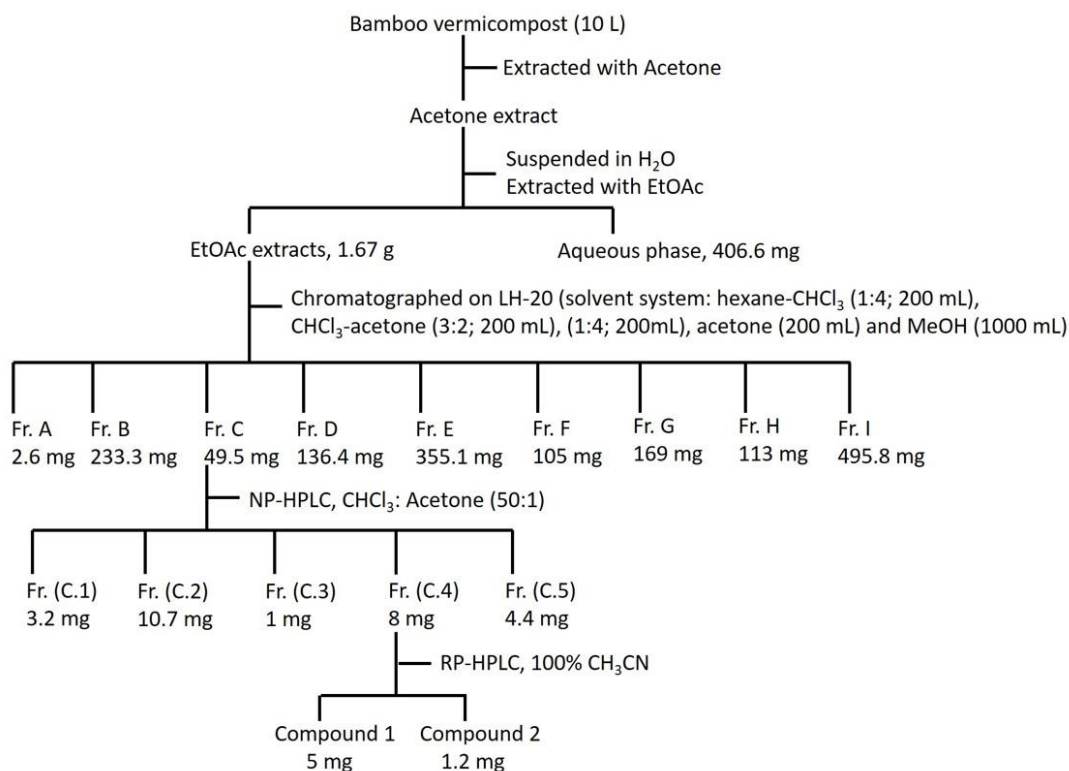 Bamboo vermicompost (10 L)
Extracted with Acetone
Acetone extract
Suspended in H₂O
Extracted with EtOAc
EtOAc extracts, 1.67 g
Aqueous phase, 406.6 mg
Chromatographed on LH-20 (solvent system: hexane-CHCl₃ (1:4; 200 mL),
CHCl₃-acetone (3:2; 200 mL), (1:4; 200mL), acetone (200 mL) and MeOH (1000 mL)
Fr. A Fr. B Fr. C Fr. D Fr. E Fr. F Fr. G Fr. H Fr. I
2.6 mg 233.3 mg 49.5 mg 136.4 mg 355.1 mg 105 mg 169 mg 113 mg 495.8 mg
NP-HPLC, CHCl₃: Acetone (50:1)
Fr. (C.1) Fr. (C.2) Fr. (C.3) Fr. (C.4) Fr. (C.5)
3.2 mg 10.7 mg 1 mg 8 mg 4.4 mg
RP-HPLC, 100% CH₃CN
Compound 1 Compound 2
5 mg 1.2 mg